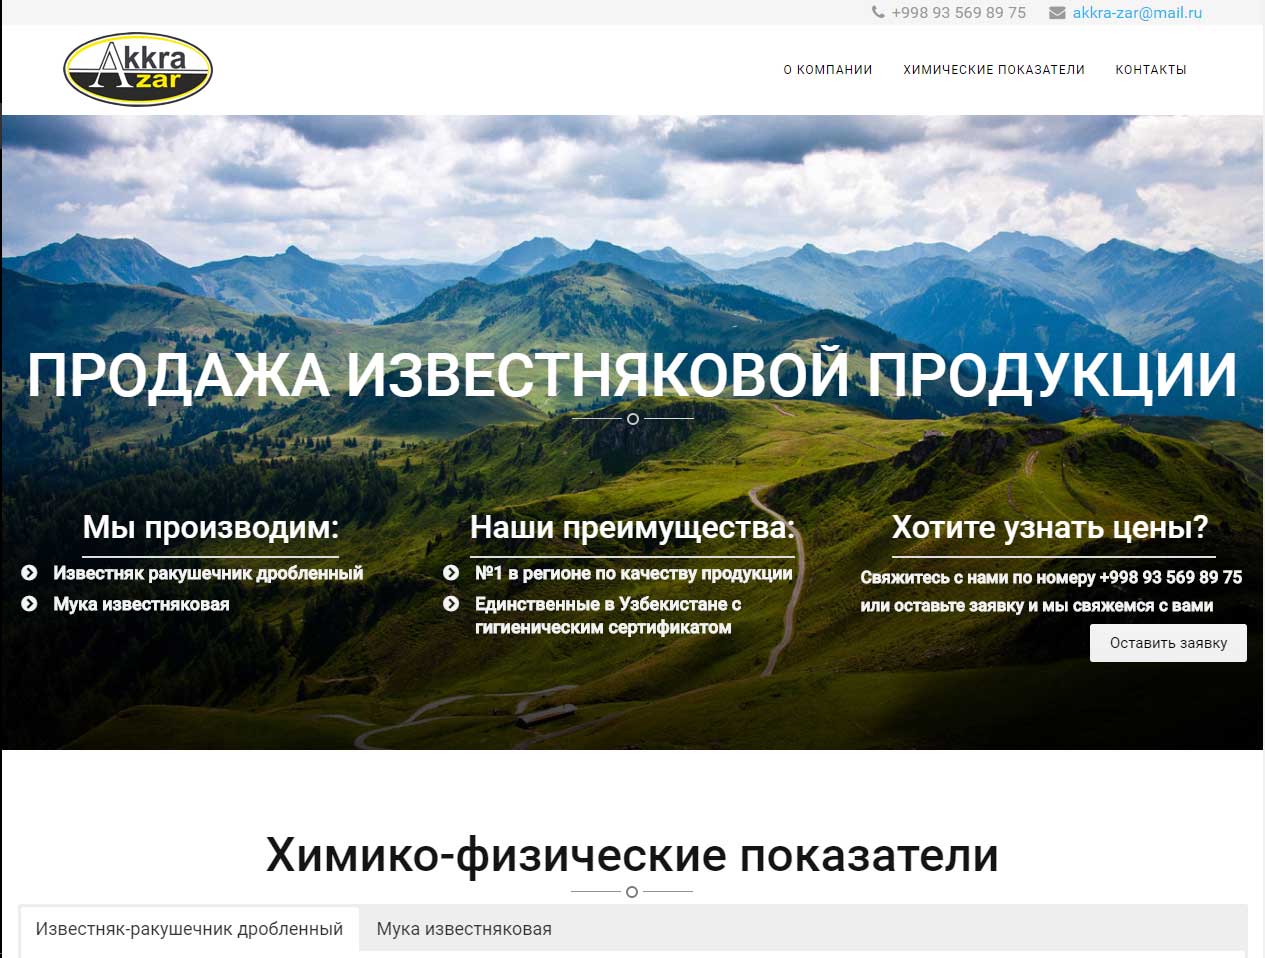 +998 93 569 89 75 akkra-zar@mail.ru
Akkra
zar
О КОМПАНИИ ХИМИЧЕСКИЕ ПОКАЗАТЕЛИ КОНТАКТЫ
ПРОДАЖА ИЗВЕСТНЯКОВОЙ ПРОДУКЦИИ
Мы производим:
Известняк ракушечник дробленный
Мука известняковая
Наши преимущества:
№1 в регионе по качеству продукции
Единственные в Узбекистане с
гигиеническим сертификатом
Хотите узнать цены?
Свяжитесь с нами по номеру +998 93 569 89 75
или оставьте заявку и мы свяжемся с вами
Оставить заявку
Химико-физические показатели
Известняк-ракушечник дробленный Мука известняковая